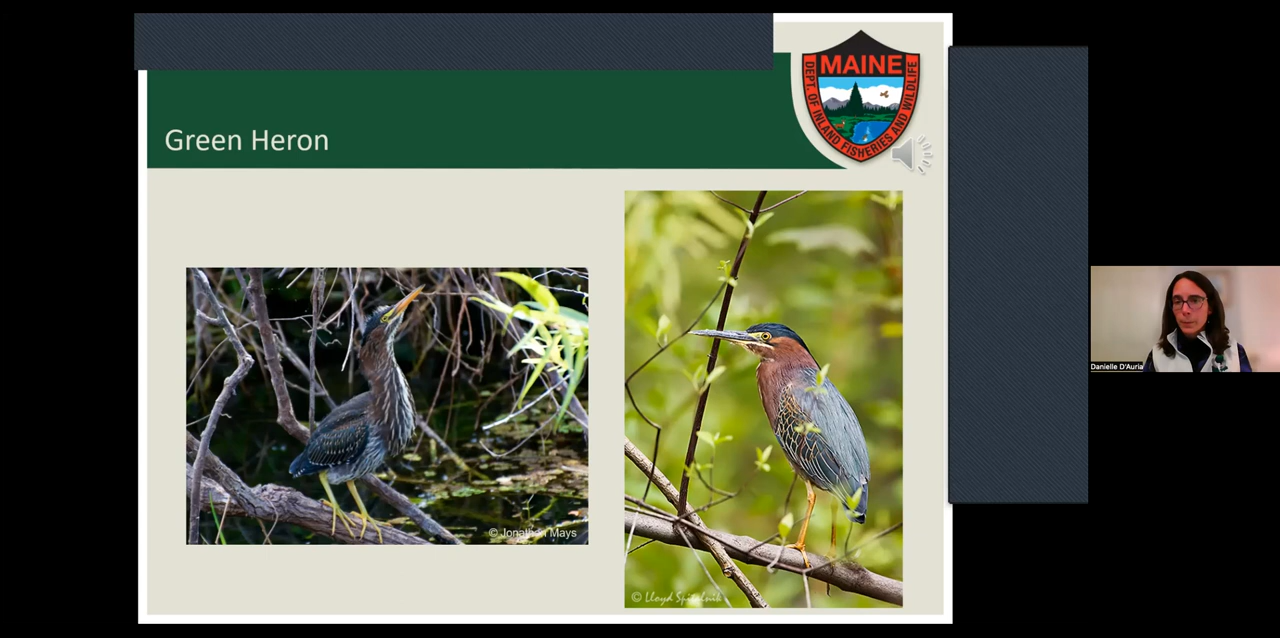 MAINE
DEPT. OF INLAND FISHERIES AND WILDLIFE
Green Heron
© Jonathan Mays
© Lloyd Spitalnik
Danielle D'Auria